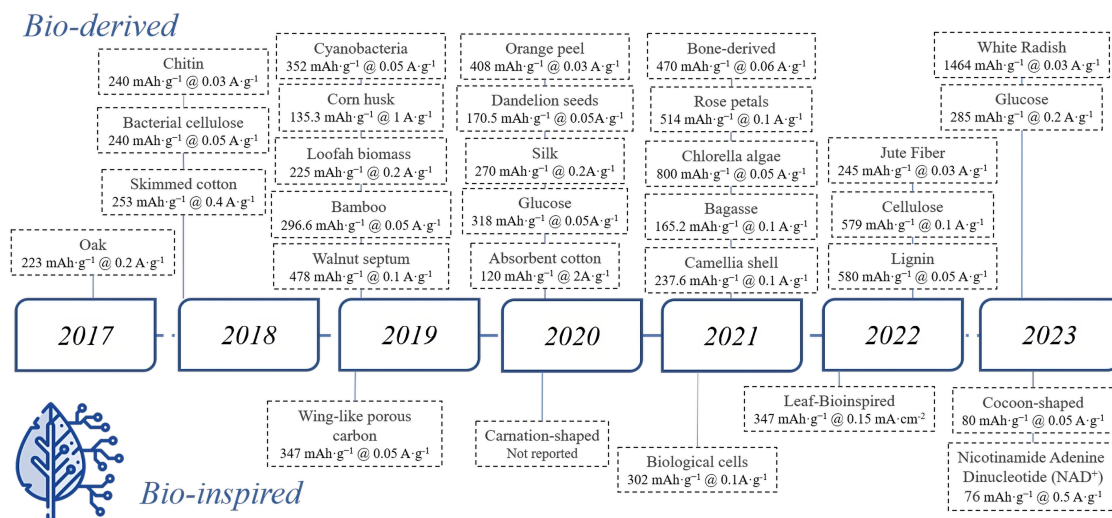 Bio-derived
Chitin
240 mAh·g⁻¹ @ 0.03 A·g⁻¹
Bacterial cellulose
240 mAh·g⁻¹ @ 0.05 A·g⁻¹
Skimmed cotton
253 mAh·g⁻¹ @ 0.4 A·g⁻¹
Oak
223 mAh·g⁻¹ @ 0.2 A·g⁻¹
Cyanobacteria
352 mAh·g⁻¹ @ 0.05 A·g⁻¹
Corn husk
135.3 mAh·g⁻¹ @ 1 A·g⁻¹
Loofah biomass
225 mAh·g⁻¹ @ 0.2 A·g⁻¹
Bamboo
296.6 mAh·g⁻¹ @ 0.05 A·g⁻¹
Walnut septum
478 mAh·g⁻¹ @ 0.1 A·g⁻¹
Orange peel
408 mAh·g⁻¹ @ 0.03 A·g⁻¹
Dandelion seeds
170.5 mAh·g⁻¹ @ 0.05A·g⁻¹
Silk
270 mAh·g⁻¹ @ 0.2A·g⁻¹
Glucose
318 mAh·g⁻¹ @ 0.05A·g⁻¹
Absorbent cotton
120 mAh·g⁻¹ @ 2A·g⁻¹
Bone-derived
470 mAh·g⁻¹ @ 0.06 A·g⁻¹
Rose petals
514 mAh·g⁻¹ @ 0.1 A·g⁻¹
Chlorella algae
800 mAh·g⁻¹ @ 0.05 A·g⁻¹
Bagasse
165.2 mAh·g⁻¹ @ 0.1 A·g⁻¹
Camellia shell
237.6 mAh·g⁻¹ @ 0.1 A·g⁻¹
Jute Fiber
245 mAh·g⁻¹ @ 0.03 A·g⁻¹
Cellulose
579 mAh·g⁻¹ @ 0.1 A·g⁻¹
Lignin
580 mAh·g⁻¹ @ 0.05 A·g⁻¹
White Radish
1464 mAh·g⁻¹ @ 0.03 A·g⁻¹
Glucose
285 mAh·g⁻¹ @ 0.2 A·g⁻¹
2017
2018
2019
2020
2021
2022
2023
Wing-like porous
carbon
347 mAh·g⁻¹ @ 0.05 A·g⁻¹
Carnation-shaped
Not reported
Biological cells
302 mAh·g⁻¹ @ 0.1A·g⁻¹
Leaf-Bioinspired
347 mAh·g⁻¹ @ 0.15 mA·cm⁻²
Cocoon-shaped
80 mAh·g⁻¹ @ 0.05 A·g⁻¹
Nicotinamide Adenine
Dinucleotide (NAD⁺)
76 mAh·g⁻¹ @ 0.5 A·g⁻¹
Bio-inspired